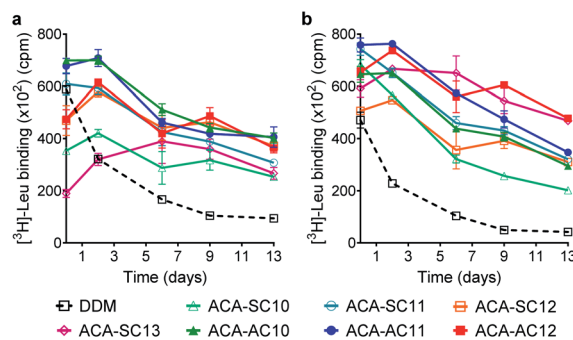 a
b
[³H]-Leu binding (x10²) (cpm)
800
600
400
200
0
1 3 5 7 9 11 13
Time (days)
[³H]-Leu binding (x10²) (cpm)
800
600
400
200
0
1 3 5 7 9 11 13
Time (days)
DDM ACA-SC10 ACA-SC11 ACA-SC12
ACA-SC13 ACA-AC10 ACA-AC11 ACA-AC12